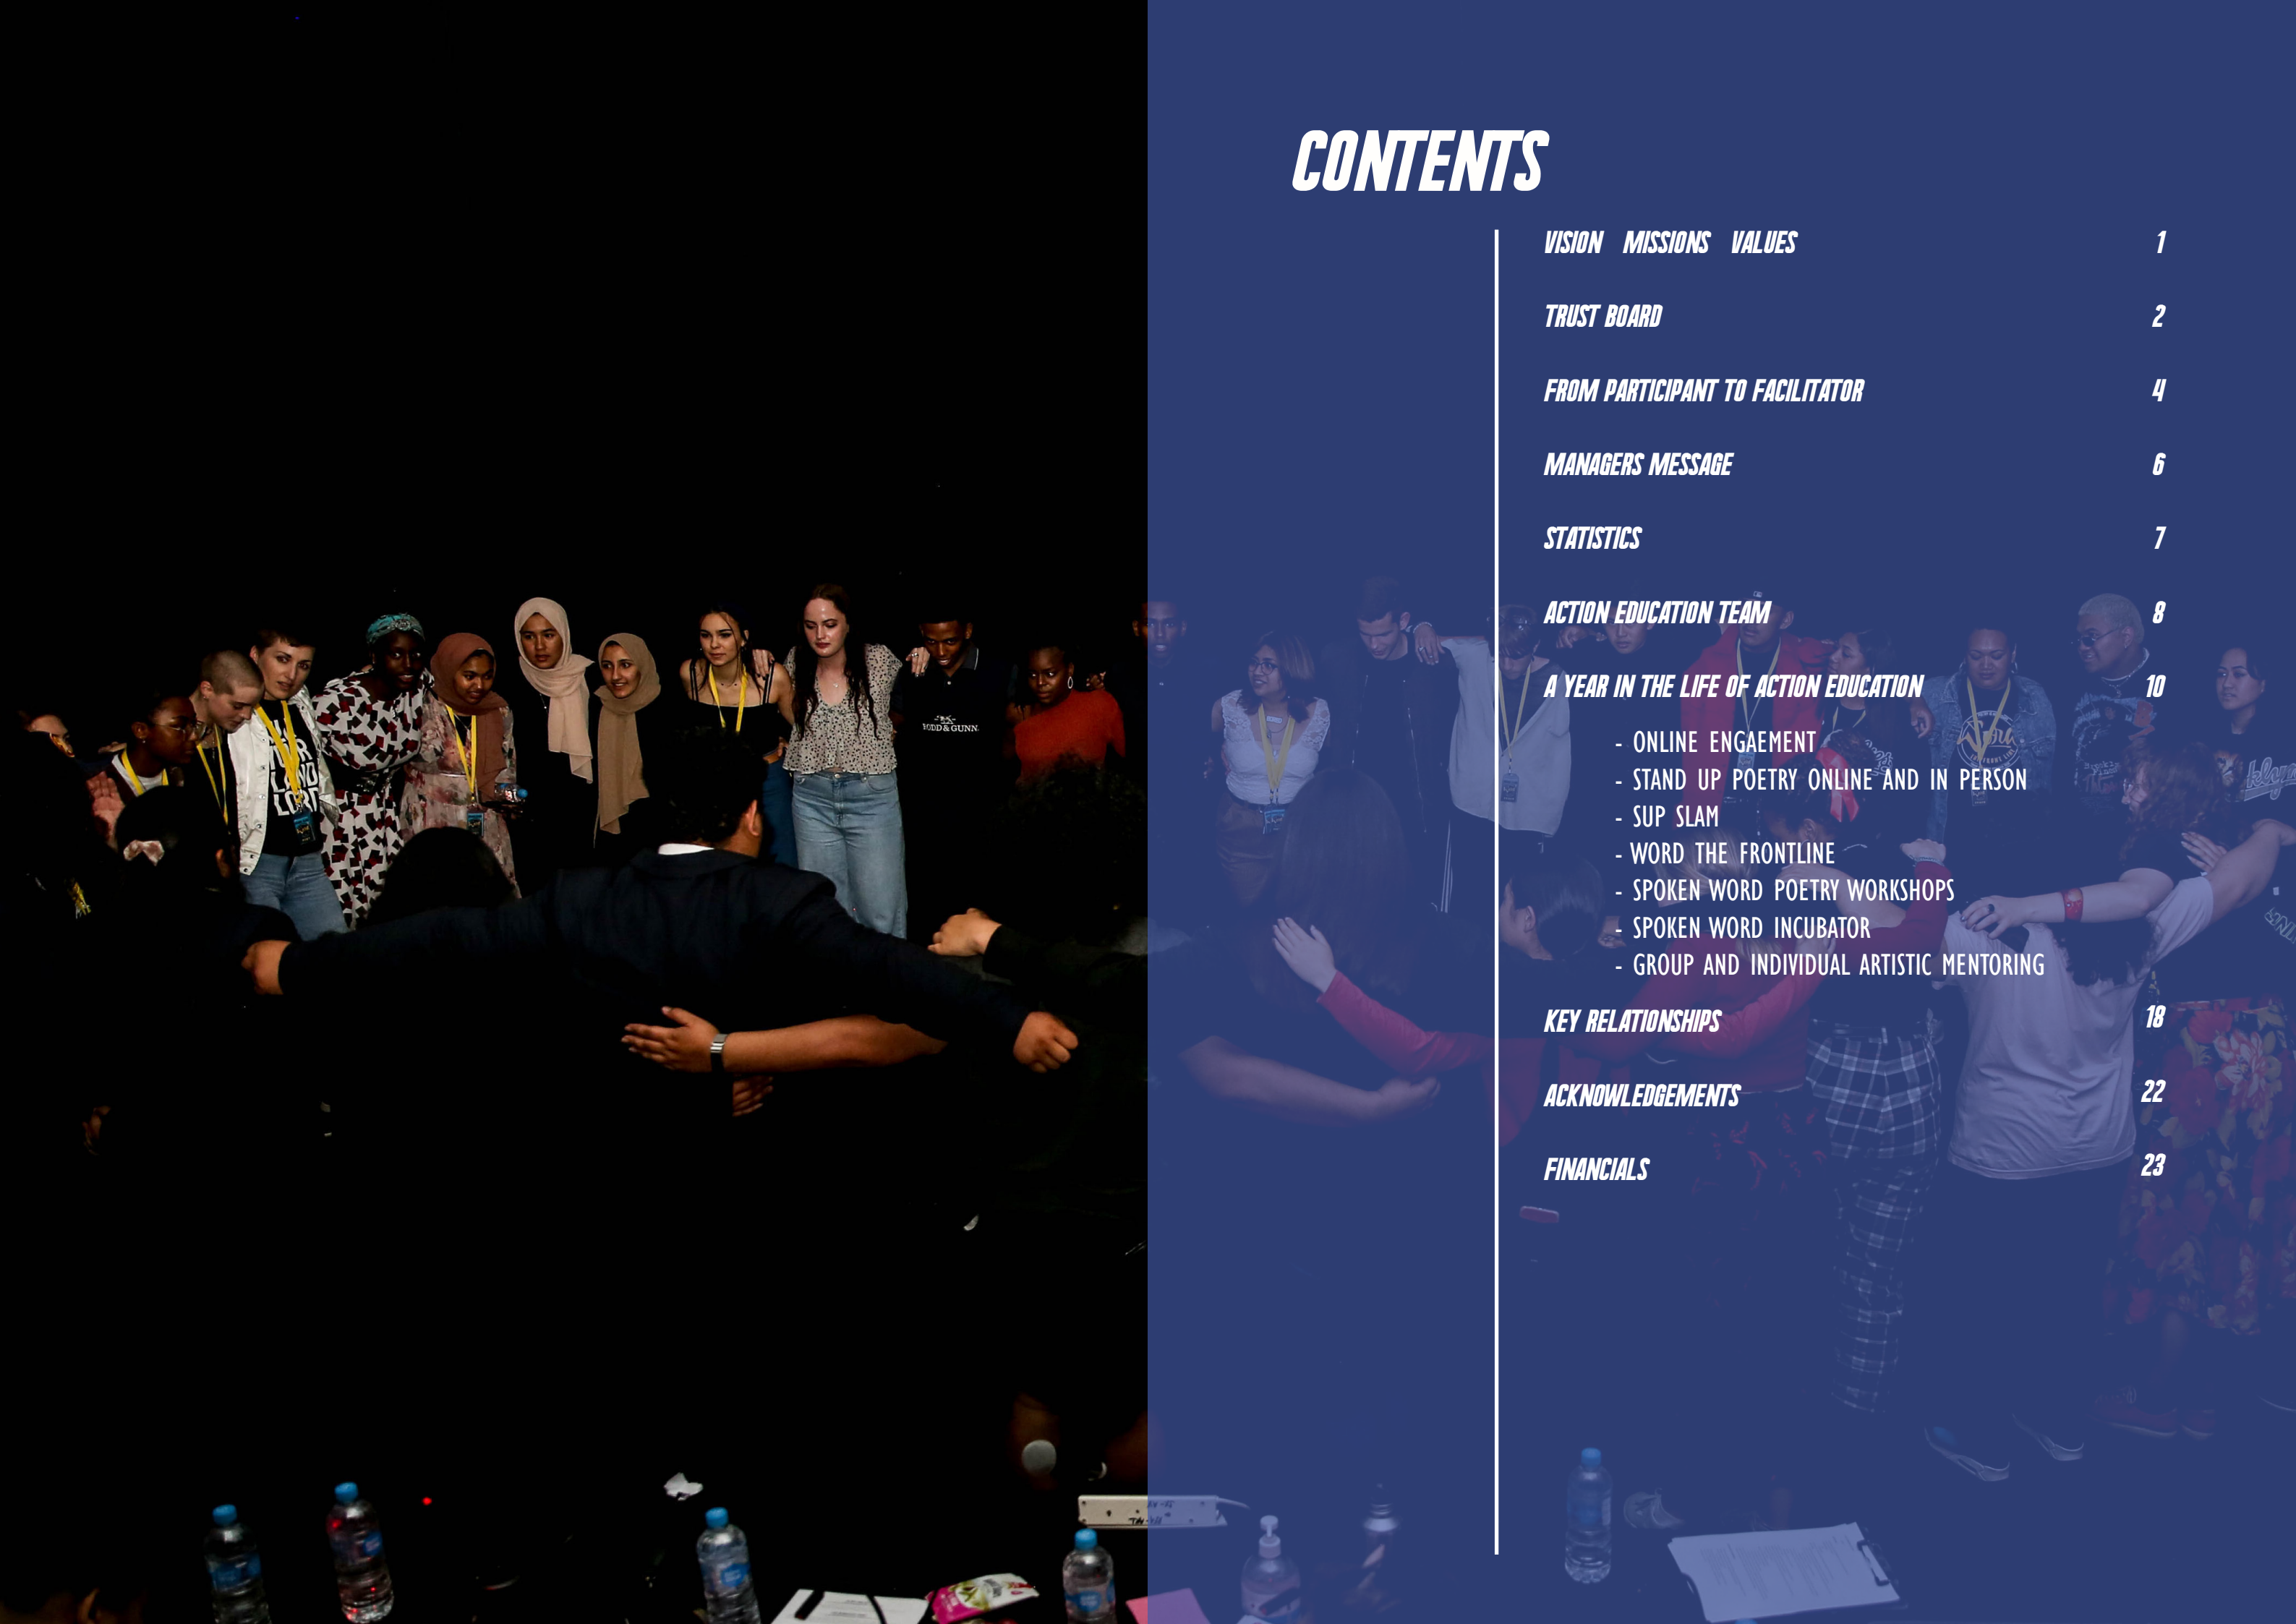 CONTENTS
VISION MISSIONS VALUES 1
TRUST BOARD 2
FROM PARTICIPANT TO FACILITATOR 4
MANAGERS MESSAGE 6
STATISTICS 7
ACTION EDUCATION TEAM 8
A YEAR IN THE LIFE OF ACTION EDUCATION 10
- ONLINE ENGAEMENT
- STAND UP POETRY ONLINE AND IN PERSON
- SUP SLAM
- WORD THE FRONTLINE
- SPOKEN WORD POETRY WORKSHOPS
- SPOKEN WORD INCUBATOR
- GROUP AND INDIVIDUAL ARTISTIC MENTORING
KEY RELATIONSHIPS 18
ACKNOWLEDGEMENTS 22
FINANCIALS 23
LAND
LORD
& GUNN